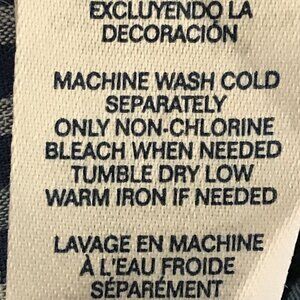 EXCLUYENDO LA
DECORACIÓN
MACHINE WASH COLD
SEPARATELY
ONLY NON-CHLORINE
BLEACH WHEN NEEDED
TUMBLE DRY LOW
WARM IRON IF NEEDED
LAVAGE EN MACHINE
À L'EAU FROIDE
SÉPARÉMENT